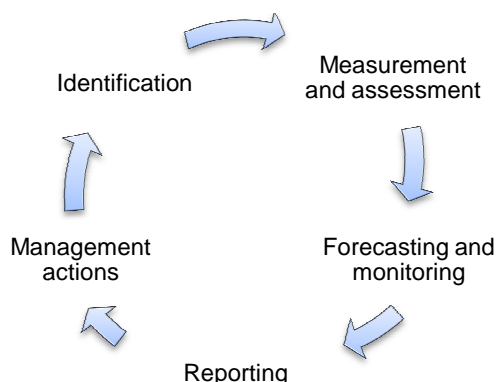 Identification
Measurement
and assessment
Forecasting and
monitoring
Reporting
Management
actions